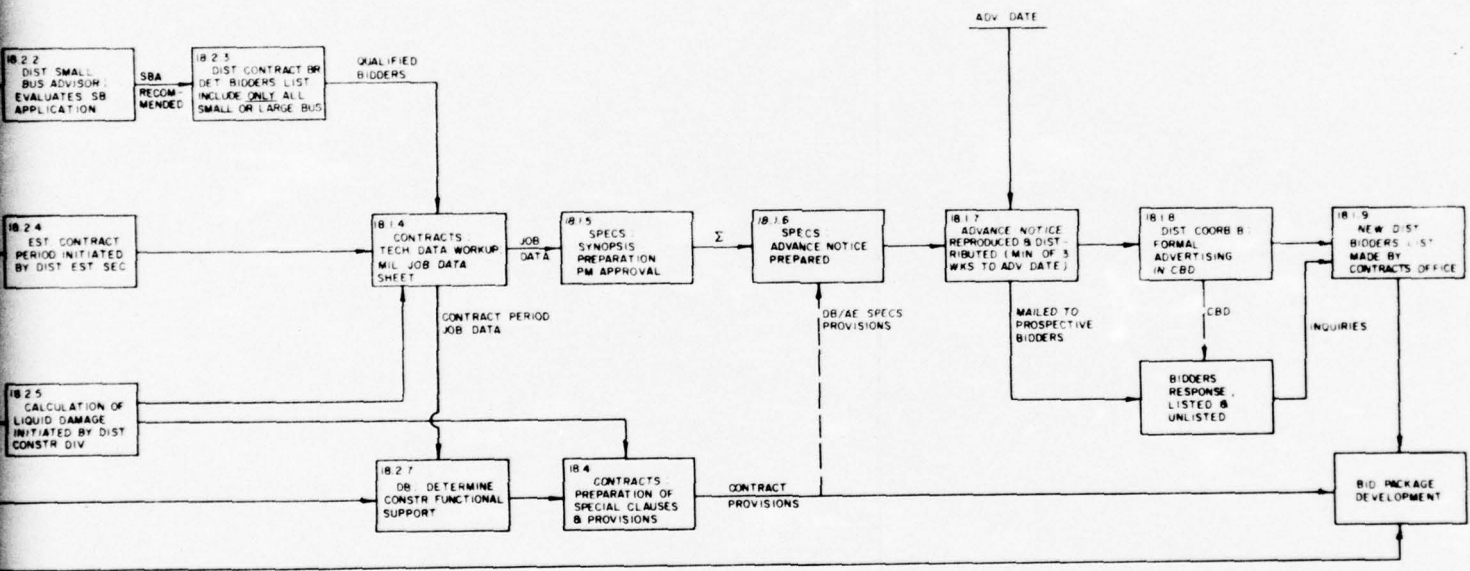 ADV DATE
18.2.2
DIST SMALL
BUS ADVISOR:
EVALUATES SB
APPLICATION
SBA
RECOM-
MENDED
18.2.3
DIST CONTRACT BR
DET BIDDERS LIST
INCLUDE ONLY ALL
SMALL OR LARGE BUS
QUALIFIED
BIDDERS
18.2.4
EST CONTRACT
PERIOD INITIATED
BY DIST EST SEC
18.1.4
CONTRACTS:
TECH DATA WORKUP,
MIL JOB DATA
SHEET
JOB
DATA
18.1.5
SPECS:
SYNOPSIS
PREPARATION
PM APPROVAL
Σ
18.1.6
SPECS:
ADVANCE NOTICE
PREPARED
18.1.7
ADVANCE NOTICE
REPRODUCED & DIST-
RIBUTED (MIN OF 3
WKS TO ADV DATE)
18.1.8
DIST COORB B:
FORMAL
ADVERTISING
IN CBD
18.1.9
NEW DIST
BIDDERS LIST
MADE BY
CONTRACTS OFFICE
CONTRACT PERIOD
JOB DATA
DB/AE SPECS
PROVISIONS
MAILED TO
PROSPECTIVE
BIDDERS
CBD
INQUIRIES
18.2.5
CALCULATION OF
LIQUID DAMAGE
INITIATED BY DIST
CONSTR DIV
BIDDERS
RESPONSE,
LISTED &
UNLISTED
18.2.7
DB: DETERMINE
CONSTR FUNCTIONAL
SUPPORT
18.4
CONTRACTS:
PREPARATION OF
SPECIAL CLAUSES
& PROVISIONS
CONTRACT
PROVISIONS
BID PACKAGE
DEVELOPMENT